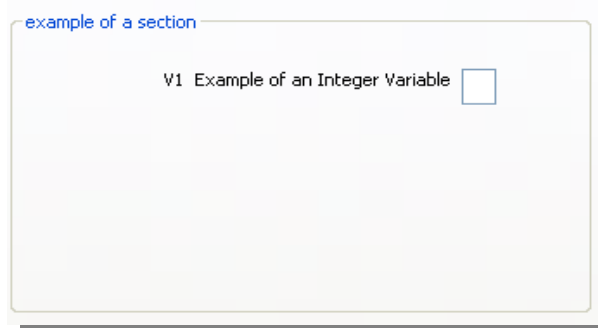 example of a section
V1 Example of an Integer Variable